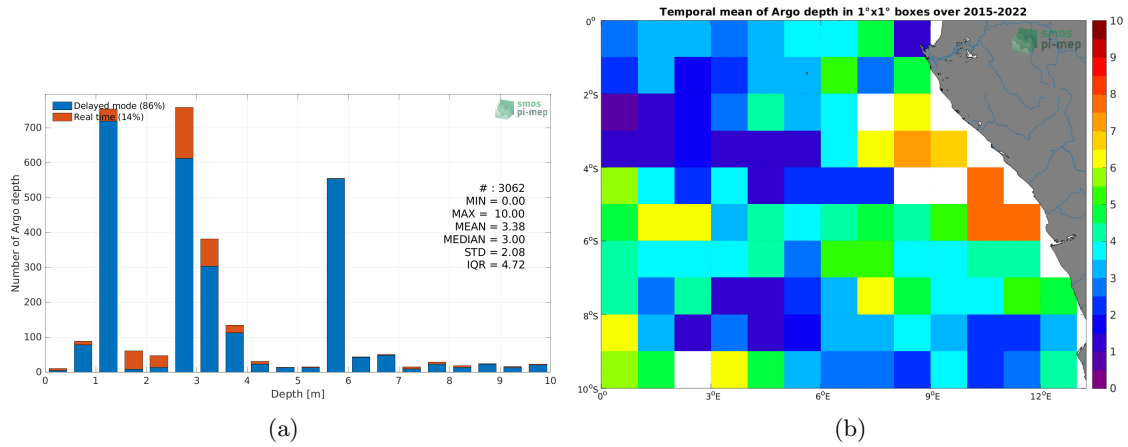 Delayed mode (86%)
Real time (14%)
smos
pi-mep
# : 3062
MIN = 0.00
MAX = 10.00
MEAN = 3.38
MEDIAN = 3.00
STD = 2.08
IQR = 4.72
Number of Argo depth
700
600
500
400
300
200
100
0
0 1 2 3 4 5 6 7 8 9 10
Depth [m]
(a)
Temporal mean of Argo depth in 1°x1° boxes over 2015-2022
smos
pi-mep
0°
2°S
4°S
6°S
8°S
10°S
0° 3°E 6°E 9°E 12°E
10
9
8
7
6
5
4
3
2
1
0
(b)